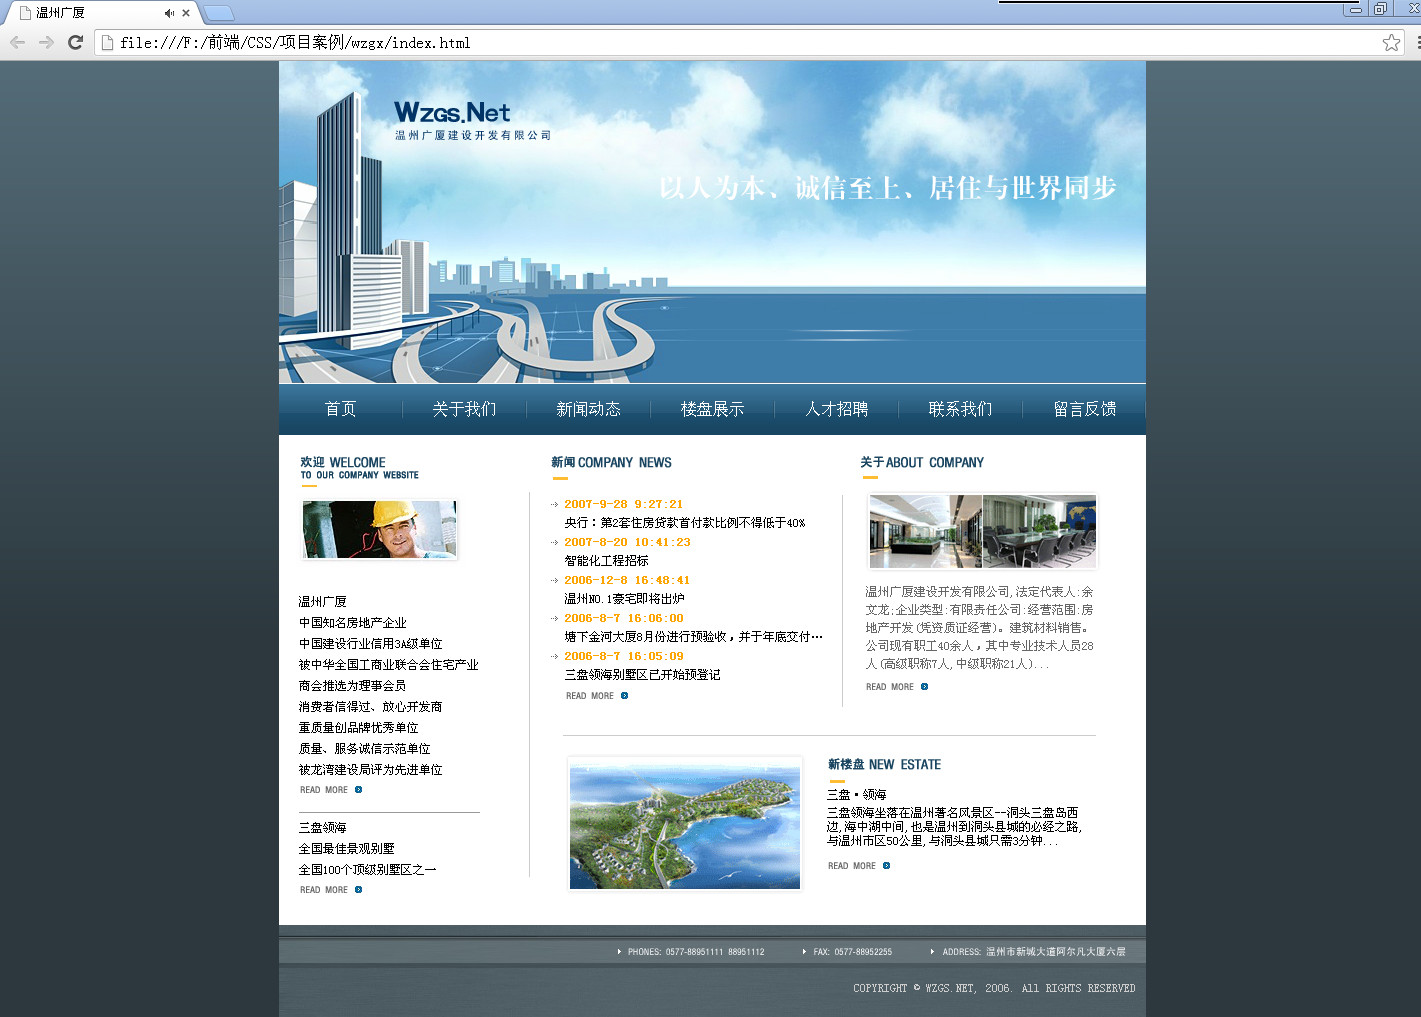 温州广厦
file:///F:/前端/CSS/项目案例/wzgx/index.html
WZGS.Net
温州广厦建设开发有限公司
以人为本、诚信至上、居住与世界同步
首页 关于我们 新闻动态 楼盘展示 人才招聘 联系我们 留言反馈
欢迎 WELCOME
TO OUR COMPANY WEBSITE
温州广厦
中国知名房地产企业
中国建设行业信用3A级单位
被中华全国工商业联合会住宅产业
商会推选为理事会员
消费者信得过、放心开发商
重质量创品牌优秀单位
质量、服务诚信示范单位
被龙湾建设局评为先进单位
READ MORE
三盘领海
全国最佳景观别墅
全国100个顶级别墅区之一
READ MORE
新闻 COMPANY NEWS
2007-9-28 9:27:21
央行：第2套住房贷款首付款比例不得低于40%
2007-8-20 10:41:23
智能化工程招标
2006-12-8 16:48:41
温州NO.1豪宅即将出炉
2006-8-7 16:06:00
塘下金河大厦8月份进行预验收，并于年底交付…
2006-8-7 16:05:09
三盘领海别墅区已开始预登记
READ MORE
关于 ABOUT COMPANY
温州广厦建设开发有限公司,法定代表人:余
文龙;企业类型:有限责任公司:经营范围:房
地产开发(凭资质证经营)。建筑材料销售。
公司现有职工40余人，其中专业技术人员28
人(高级职称7人,中级职称21人)...
READ MORE
新楼盘 NEW ESTATE
三盘·领海
三盘领海坐落在温州著名风景区--洞头三盘岛西
边,海中湖中间,也是温州到洞头县城的必经之路,
与温州市区50公里,与洞头县城只需3分钟...
READ MORE
PHONES: 0577-88951111 88951112 FAX: 0577-88952255 ADDRESS: 温州市新城大道阿尔凡大厦六层
COPYRIGHT © WZGS.NET, 2006. All RIGHTS RESERVED